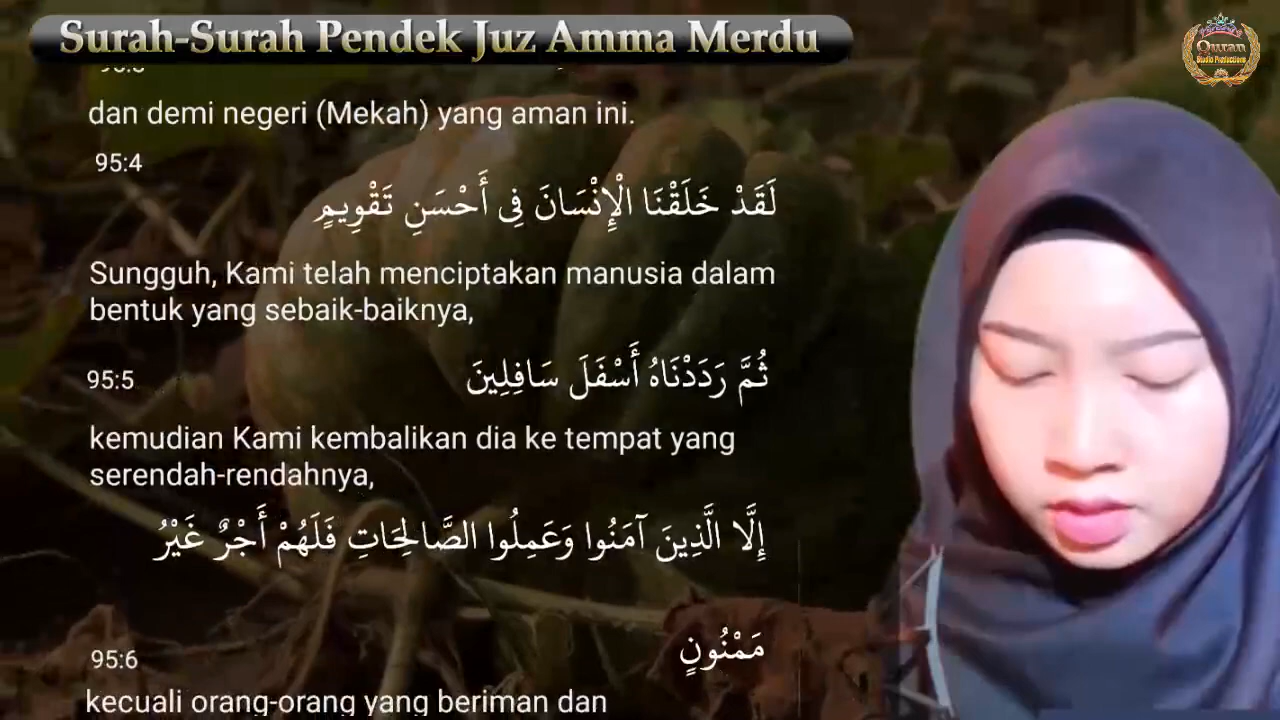 Surah-Surah Pendek Juz Amma Merdu
Quran
Studio Productions
dan demi negeri (Mekah) yang aman ini.
95:4
لَقَدْ خَلَقْنَا الْإِنْسَانَ فِي أَحْسَنِ تَقْوِيمٍ
Sungguh, Kami telah menciptakan manusia dalam
bentuk yang sebaik-baiknya,
95:5
ثُمَّ رَدَدْنَاهُ أَسْفَلَ سَافِلِينَ
kemudian Kami kembalikan dia ke tempat yang
serendah-rendahnya,
إِلَّا الَّذِينَ آمَنُوا وَعَمِلُوا الصَّالِحَاتِ فَلَهُمْ أَجْرٌ غَيْرُ
مَمْنُونٍ
95:6
kecuali orang-orang yang beriman dan